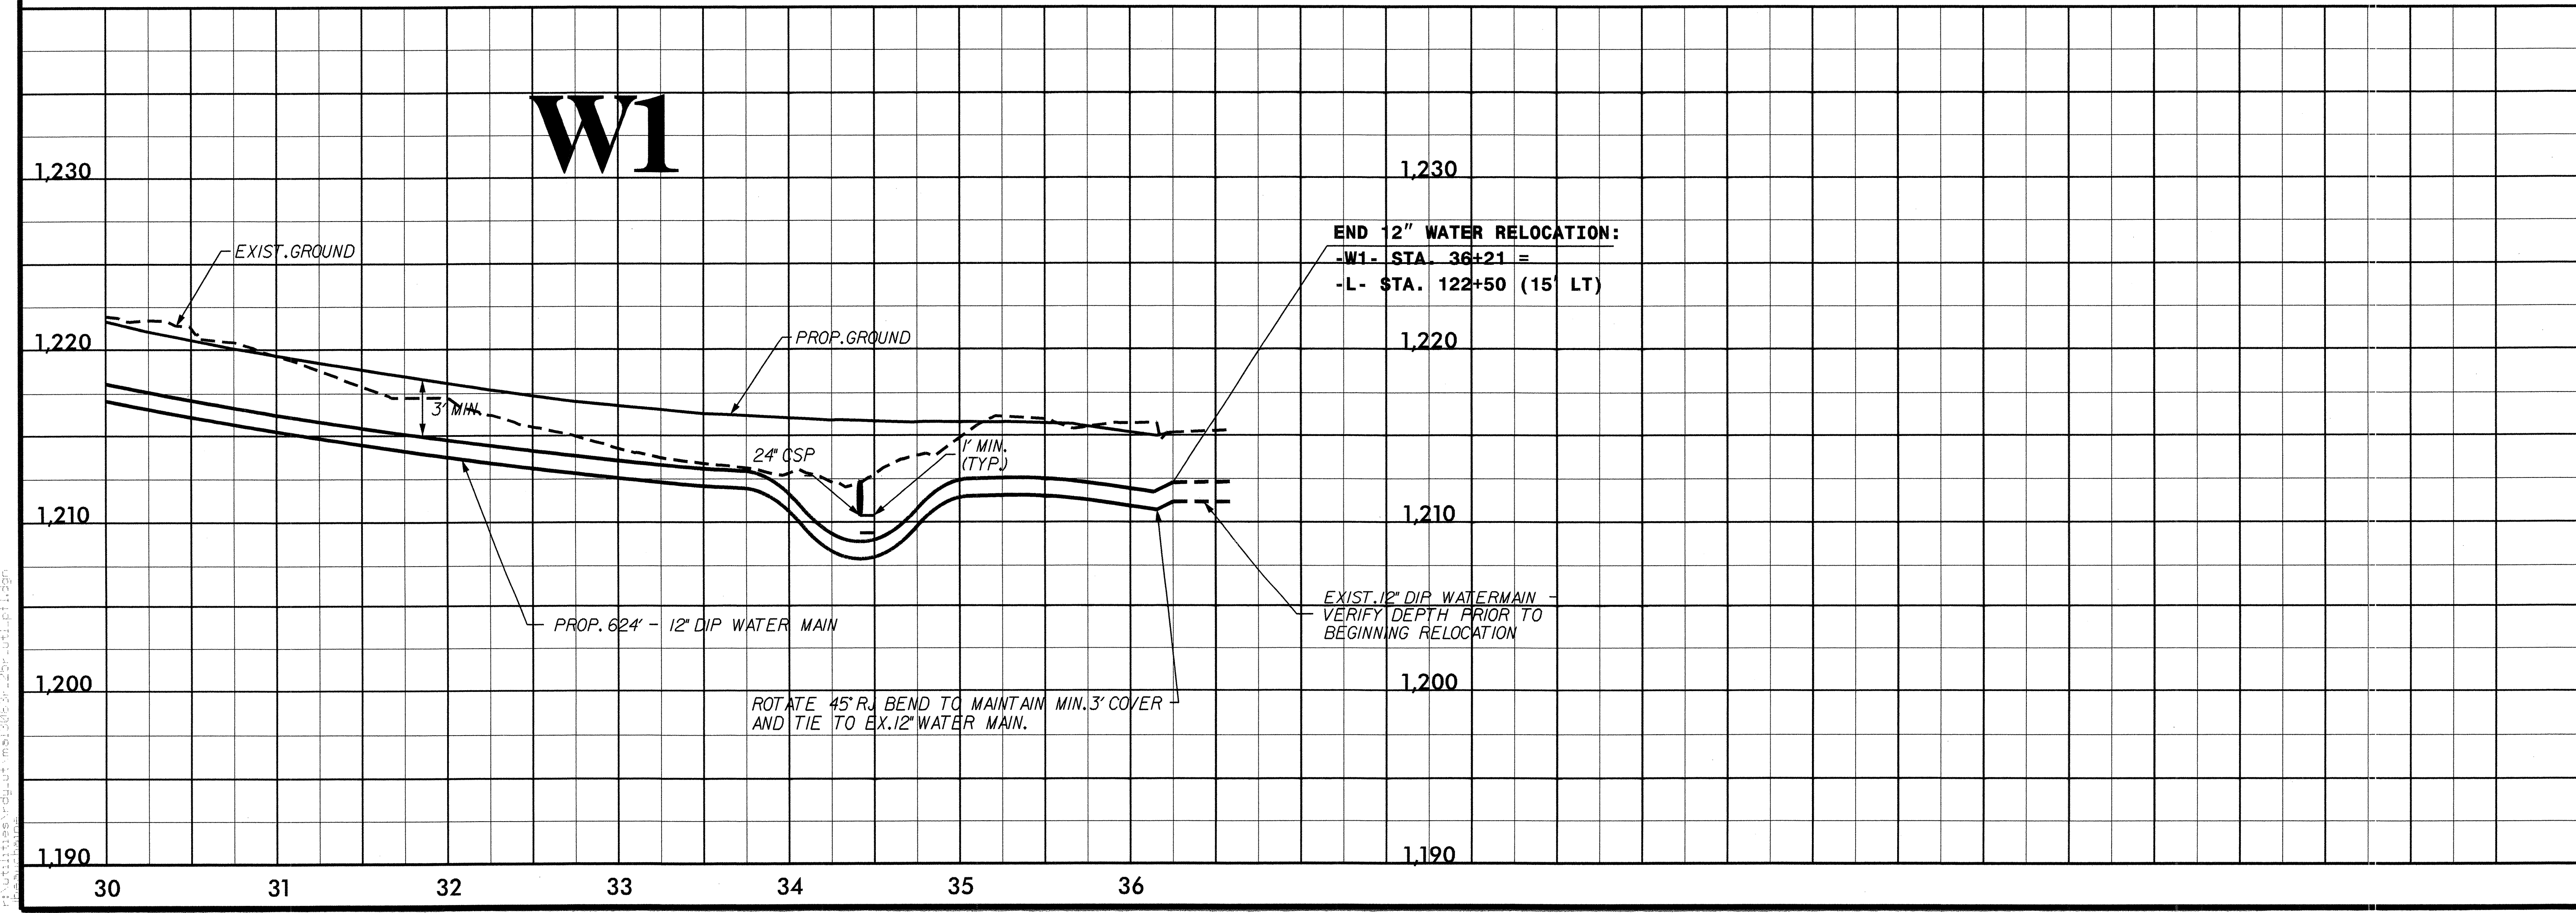 W1
1,230
1,230
END 12" WATER RELOCATION:
-W1- STA. 36+21 =
-L- STA. 122+50 (15' LT)
EXIST. GROUND
PROP. GROUND
1,220
1,220
3' MIN.
24" CSP
1' MIN.
(TYP.)
1,210
1,210
PROP. 624' - 12" DIP WATER MAIN
EXIST. 12" DIP WATERMAIN -
VERIFY DEPTH PRIOR TO
BEGINNING RELOCATION
1,200
1,200
ROTATE 45° RJ BEND TO MAINTAIN MIN. 3' COVER
AND TIE TO EX. 12" WATER MAIN.
1,190
1,190
30 31 32 33 34 35 36